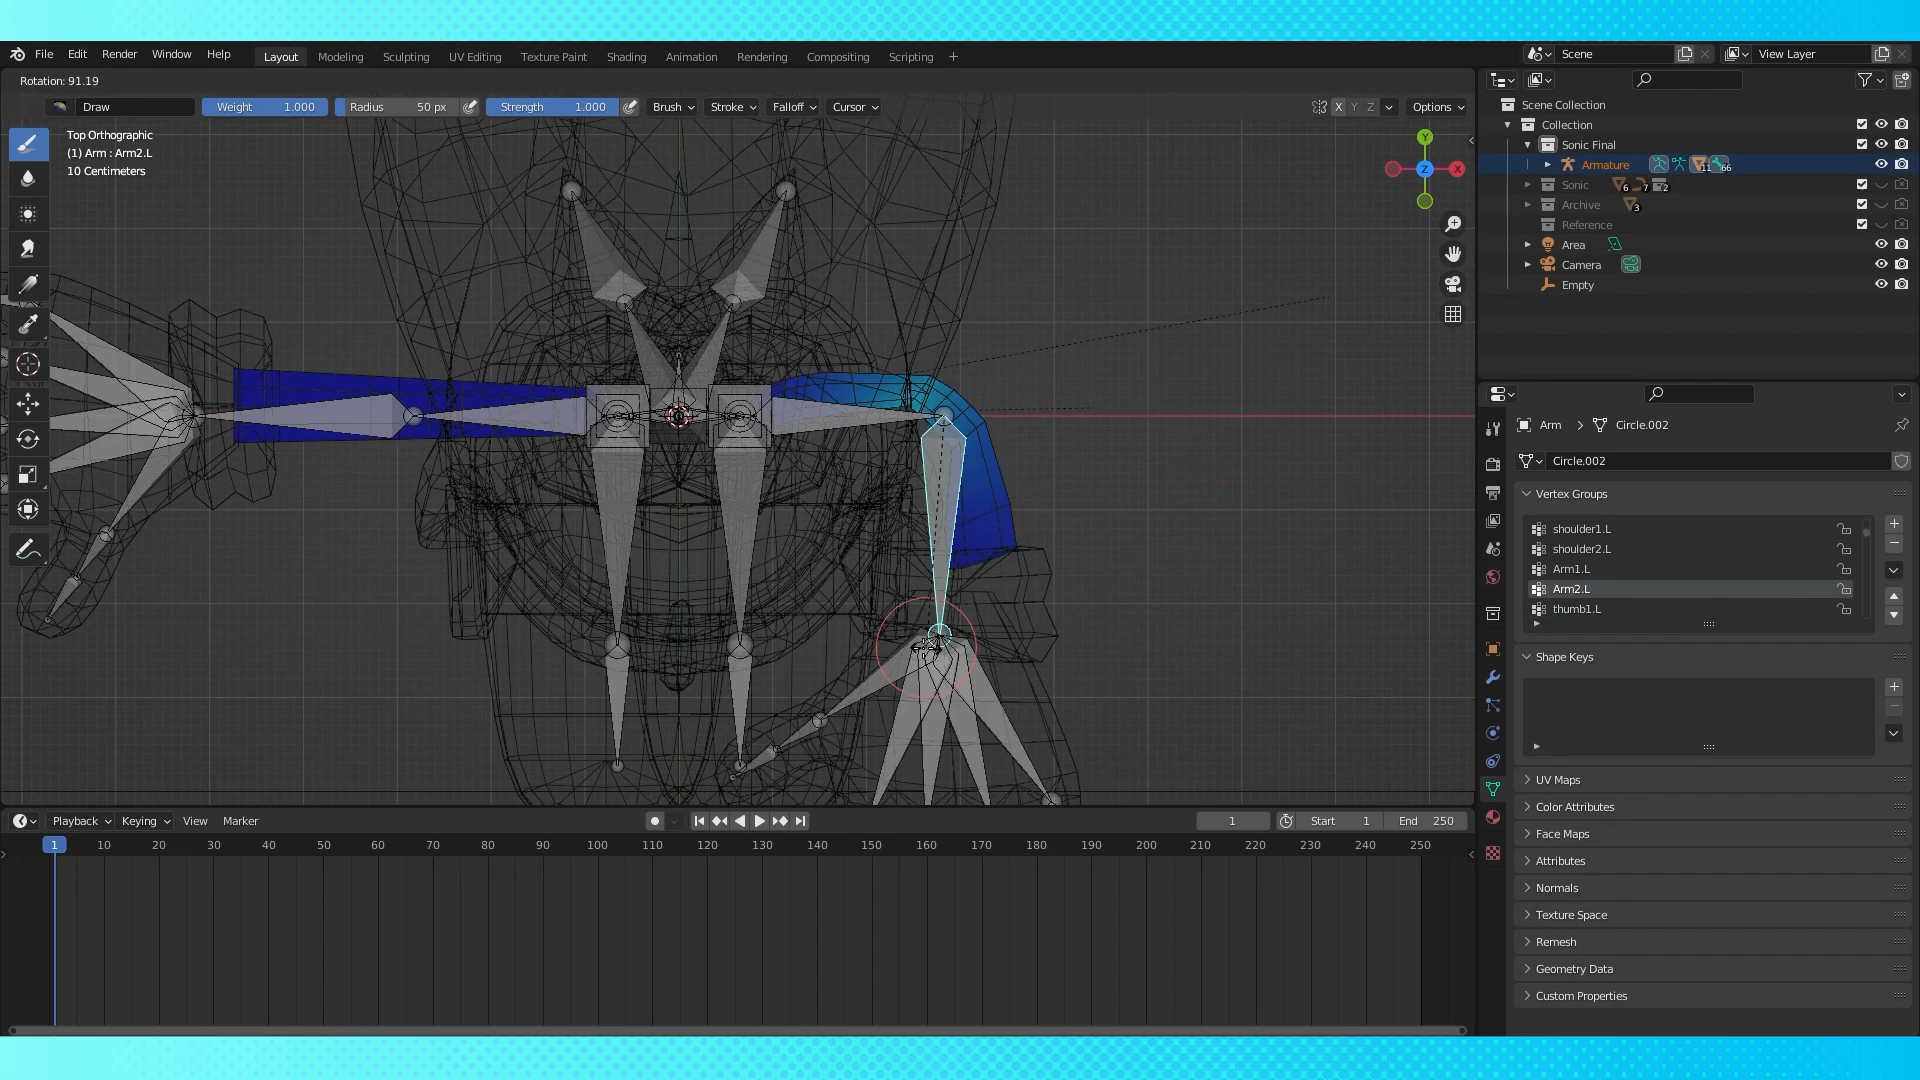 File Edit Render Window Help Layout Modeling Sculpting UV Editing Texture Paint Shading Animation Rendering Compositing Scripting + Scene View Layer
Rotation: 91.19
Draw Weight 1.000 Radius 50 px Strength 1.000 Brush Stroke Falloff Cursor X Y Z Options
Top Orthographic
(1) Arm : Arm2.L
10 Centimeters
Y
X
Z
Scene Collection
Collection
Sonic Final
Armature 11 66
Sonic 6 7 2
Archive 3
Reference
Area
Camera
Empty
Arm > Circle.002
Circle.002
Vertex Groups
shoulder1.L
shoulder2.L
Arm1.L
Arm2.L
thumb1.L
Shape Keys
UV Maps
Color Attributes
Face Maps
Attributes
Normals
Texture Space
Remesh
Geometry Data
Custom Properties
Playback Keying View Marker 1 Start 1 End 250
1 10 20 30 40 50 60 70 80 90 100 110 120 130 140 150 160 170 180 190 200 210 220 230 240 250